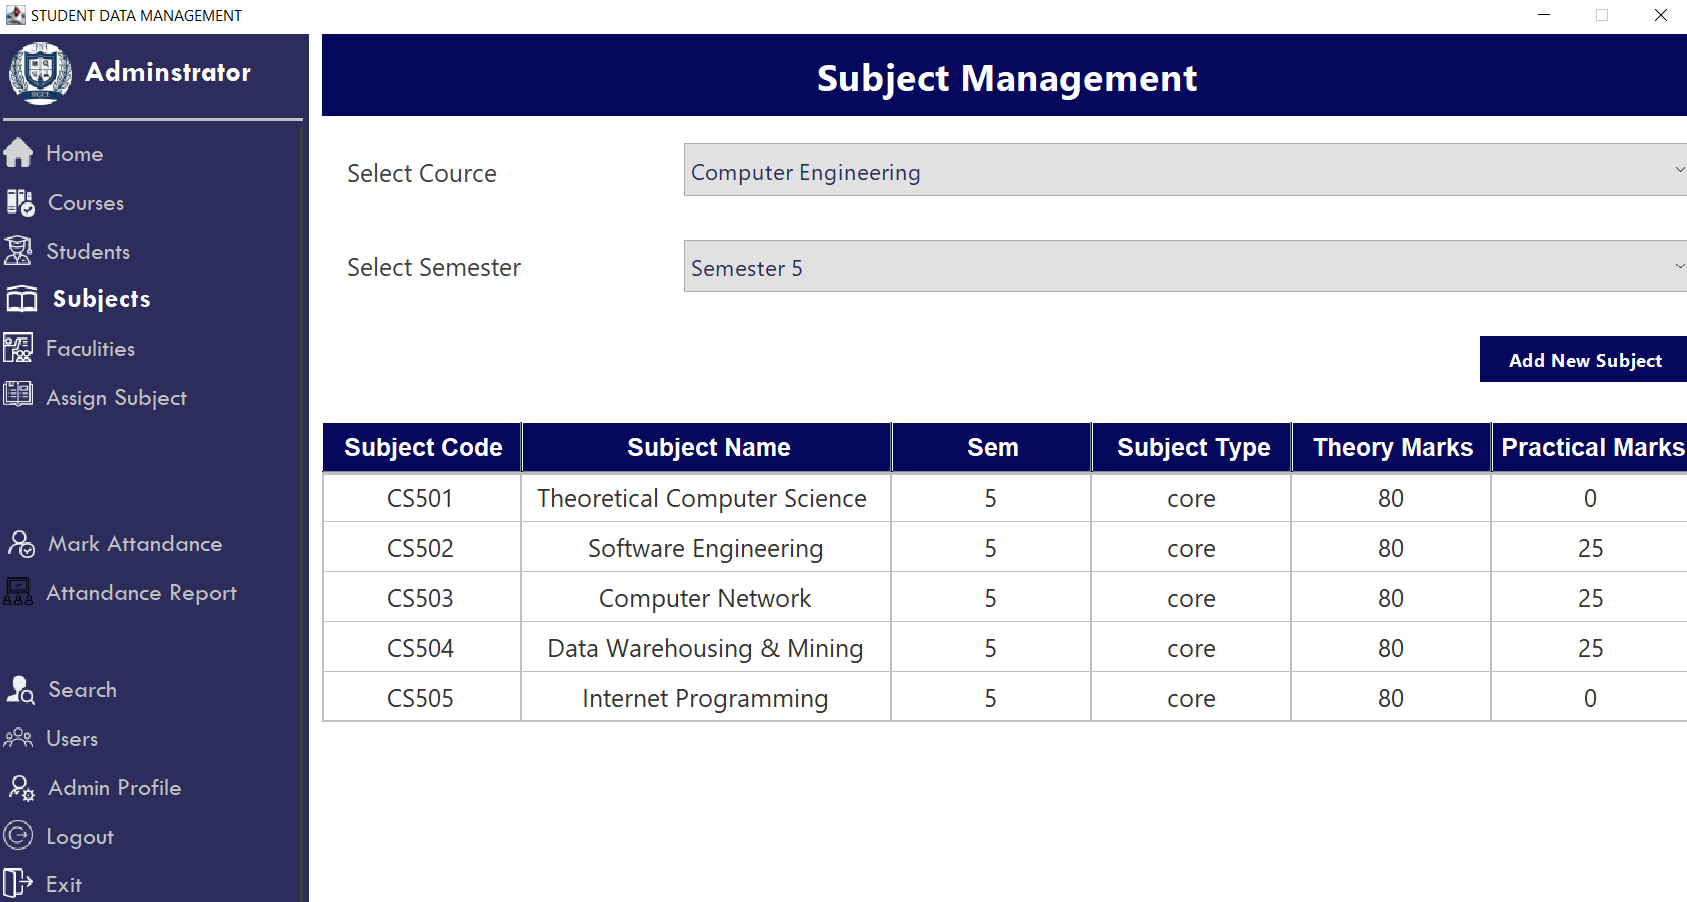 STUDENT DATA MANAGEMENT
Adminstrator
Home
Courses
Students
Subjects
Faculities
Assign Subject
Mark Attandance
Attandance Report
Search
Users
Admin Profile
Logout
Exit
Subject Management
Select Cource Computer Engineering
Select Semester Semester 5
Add New Subject
Subject Code Subject Name Sem Subject Type Theory Marks Practical Marks
CS501 Theoretical Computer Science 5 core 80 0
CS502 Software Engineering 5 core 80 25
CS503 Computer Network 5 core 80 25
CS504 Data Warehousing & Mining 5 core 80 25
CS505 Internet Programming 5 core 80 0